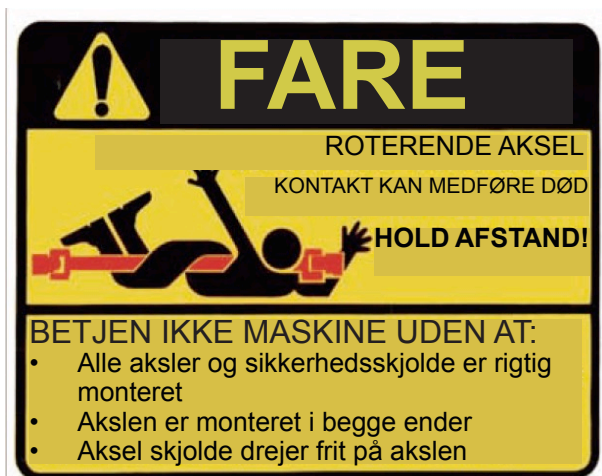 FARE
ROTERENDE AKSEL
KONTAKT KAN MEDFØRE DØD
HOLD AFSTAND!
BETJEN IKKE MASKINE UDEN AT:
• Alle aksler og sikkerhedsskjolde er rigtig
monteret
• Akslen er monteret i begge ender
• Aksel skjolde drejer frit på akslen